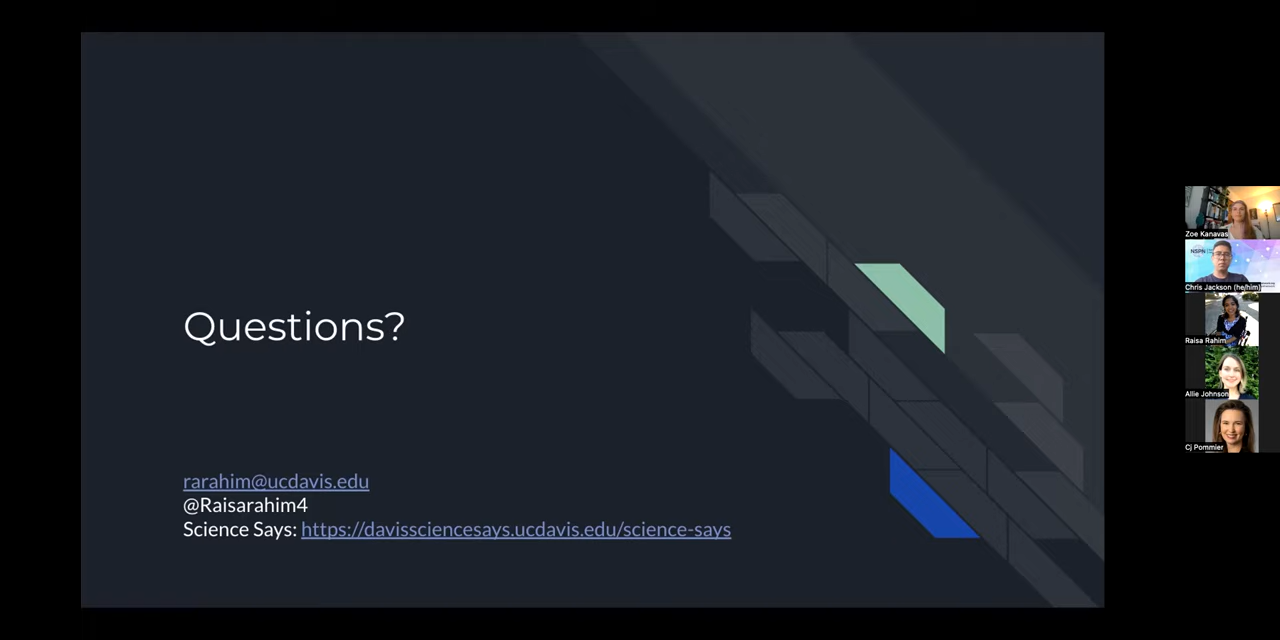 Questions?
rarahim@ucdavis.edu
@Raisarahim4
Science Says: https://davissciencesays.ucdavis.edu/science-says
Zoe Kanavas
NSPN
Chris Jackson (he/him)
Raisa Rahim
Allie Johnson
Cj Pommier